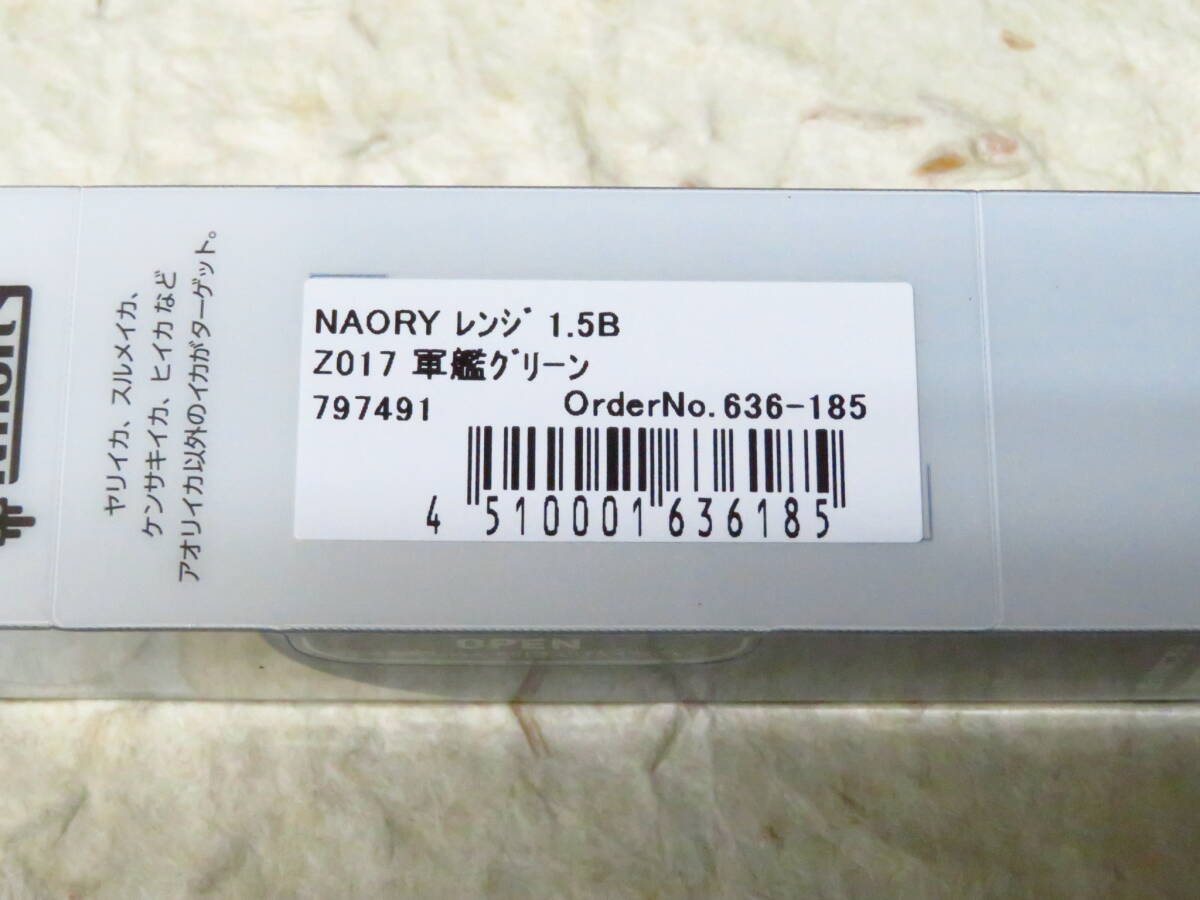 ヤリイカ、スルメイカ、
ケンサキイカ、ヒイカなど
アオリイカ以外のイカがターゲット。
NAORY レンジ 1.5B
Z017 軍艦グリーン
797491 OrderNo.636-185
4 510001 636185
OPEN